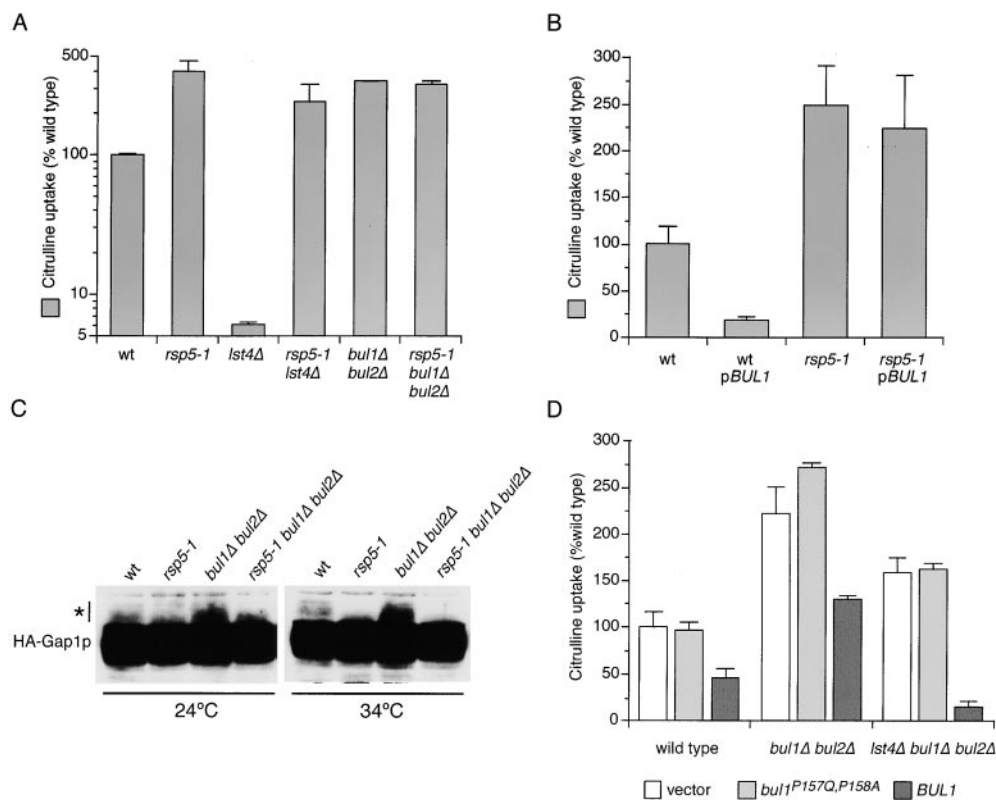 A
Citrulline uptake (% wild type)
500
100
10
5
wt
rsp5-1
lst4Δ
rsp5-1
lst4Δ
bul1Δ
bul2Δ
rsp5-1
bul1Δ
bul2Δ
B
Citrulline uptake (% wild type)
300
250
200
150
100
50
0
wt
wt
pBUL1
rsp5-1
rsp5-1
pBUL1
C
wt
rsp5-1
bul1Δ bul2Δ
rsp5-1 bul1Δ bul2Δ
wt
rsp5-1
bul1Δ bul2Δ
rsp5-1 bul1Δ bul2Δ
*
HA-Gap1p
24°C
34°C
D
Citrulline uptake (%wild type)
300
250
200
150
100
50
0
wild type
bul1Δ bul2Δ
lst4Δ bul1Δ bul2Δ
vector
bul1P157Q,P158A
BUL1